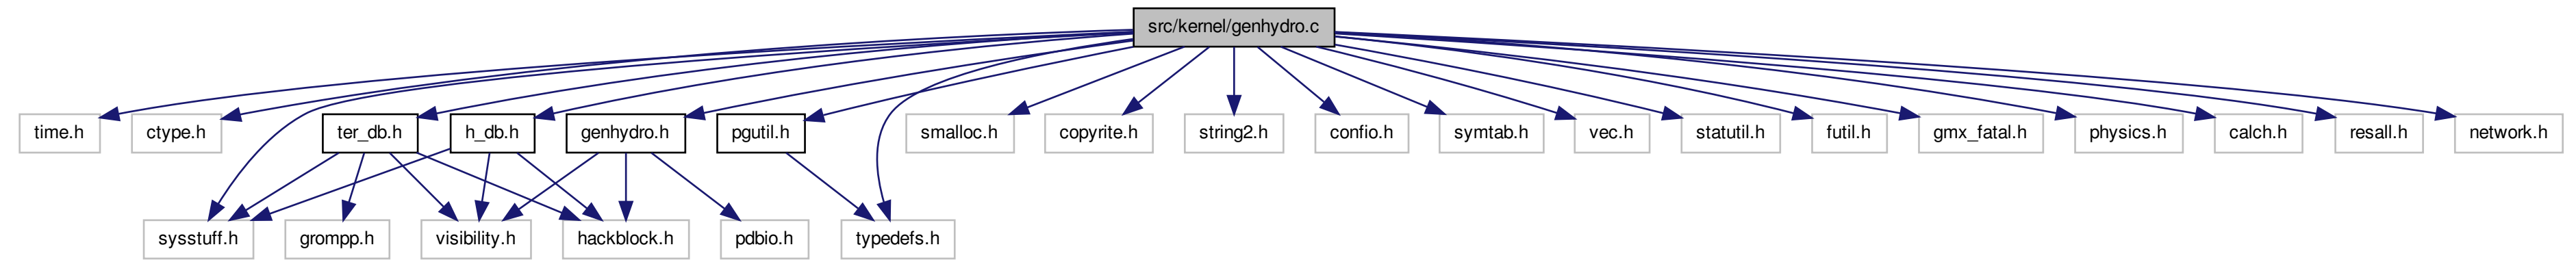 src/kernel/genhydro.c
time.h
ctype.h
ter_db.h
h_db.h
genhydro.h
pgutil.h
smalloc.h
copyrite.h
string2.h
confio.h
symtab.h
vec.h
statutil.h
futil.h
gmx_fatal.h
physics.h
calch.h
resall.h
network.h
sysstuff.h
grompp.h
visibility.h
hackblock.h
pdbio.h
typedefs.h